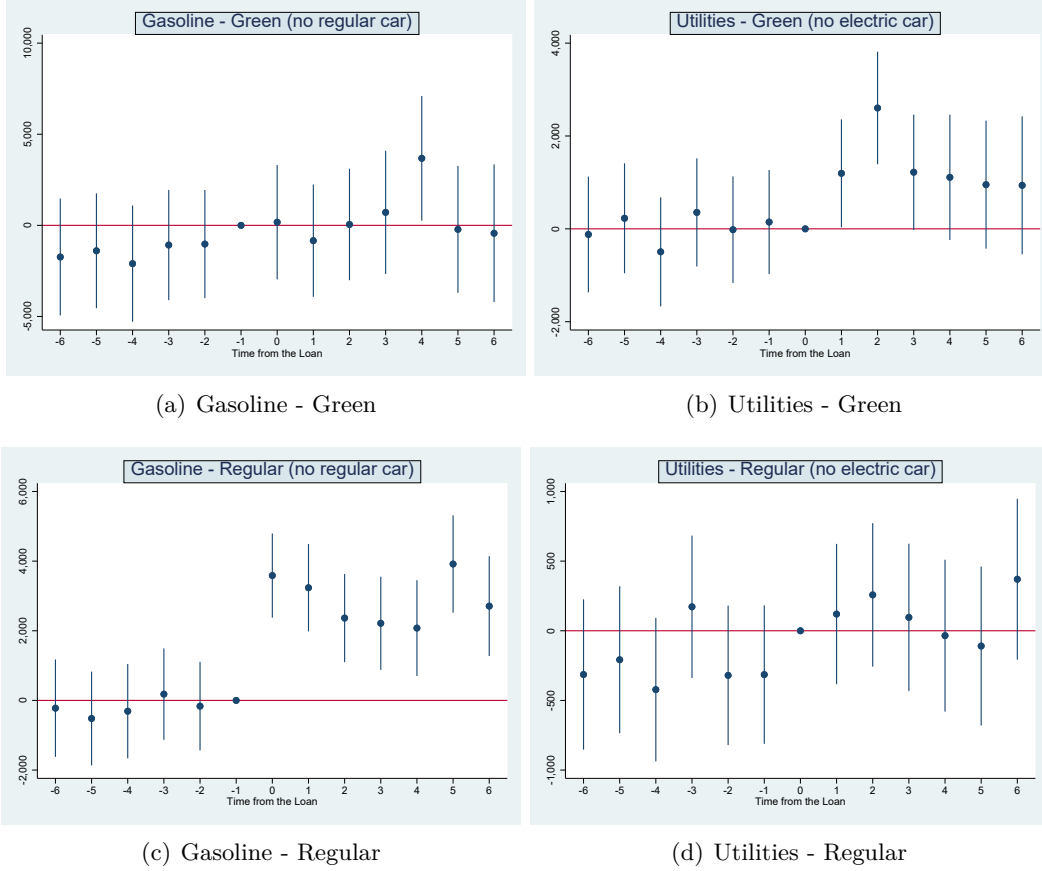 Gasoline - Green (no regular car)
10,000
5,000
0
-5,000
-6 -5 -4 -3 -2 -1 0 1 2 3 4 5 6
Time from the Loan
(a) Gasoline - Green
Utilities - Green (no electric car)
4,000
2,000
0
-2,000
-6 -5 -4 -3 -2 -1 0 1 2 3 4 5 6
Time from the Loan
(b) Utilities - Green
Gasoline - Regular (no regular car)
6,000
4,000
2,000
0
-2,000
-6 -5 -4 -3 -2 -1 0 1 2 3 4 5 6
Time from the Loan
(c) Gasoline - Regular
Utilities - Regular (no electric car)
1,000
500
0
-500
-1,000
-6 -5 -4 -3 -2 -1 0 1 2 3 4 5 6
Time from the Loan
(d) Utilities - Regular